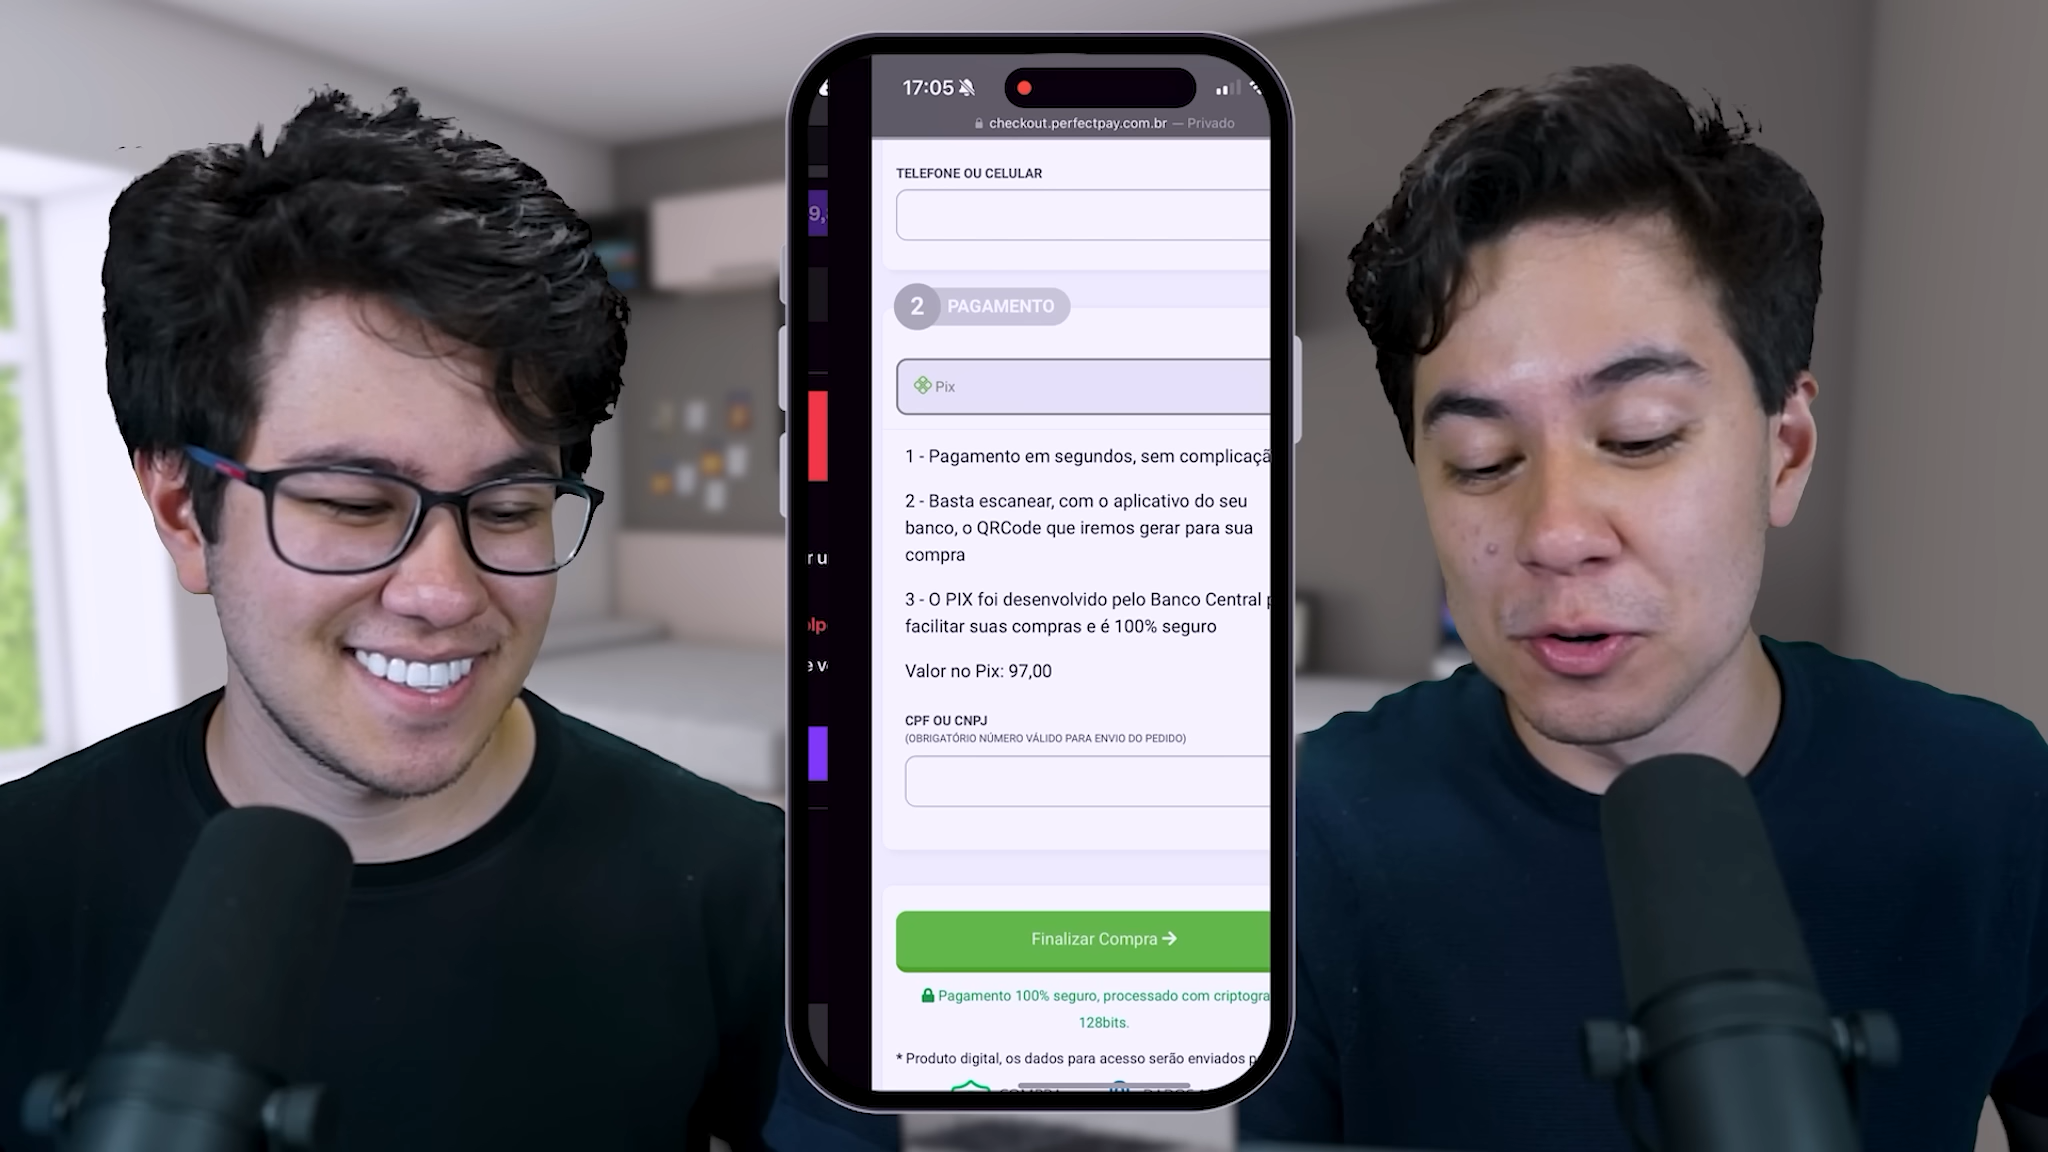 17:05
checkout.perfectpay.com.br — Privado
9,
TELEFONE OU CELULAR
2 PAGAMENTO
Pix
1 - Pagamento em segundos, sem complicaçã
2 - Basta escanear, com o aplicativo do seu
banco, o QRCode que iremos gerar para sua
compra
r u
3 - O PIX foi desenvolvido pelo Banco Central p
facilitar suas compras e é 100% seguro
olp
e v
Valor no Pix: 97,00
CPF OU CNPJ
(OBRIGATÓRIO NÚMERO VÁLIDO PARA ENVIO DO PEDIDO)
Finalizar Compra →
Pagamento 100% seguro, processado com criptogra
128bits.
* Produto digital, os dados para acesso serão enviados p